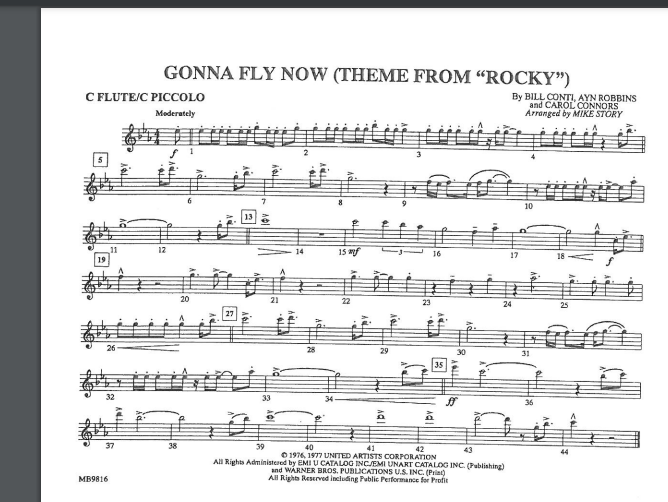 GONNA FLY NOW (THEME FROM "ROCKY")
C FLUTE/C PICCOLO
By BILL CONTI, AYN ROBBINS
and CAROL CONNORS
Arranged by MIKE STORY
Moderately
4
4
f 1 2 3 4
5
6 7 8 9 10
13
11 12 14 15 mf 3 16 17 18 f
19
20 21 22 23 24 25
27
26 28 29 30 31
35
32 33 34 ff 36
37 38 39 40 41 42 43 44
© 1976, 1977 UNITED ARTISTS CORPORATION
All Rights Administered by EMI U CATALOG INC./EMI UNART CATALOG INC. (Publishing)
and WARNER BROS. PUBLICATIONS U.S. INC. (Print)
MB9816
All Rights Reserved including Public Performance for Profit